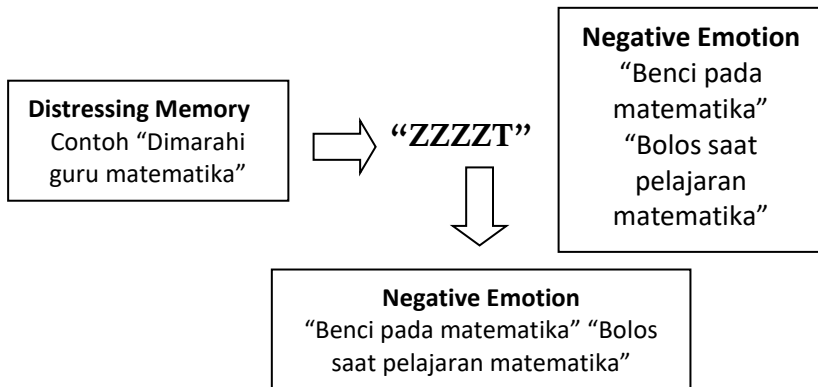 Distressing Memory
Contoh “Dimarahi
guru matematika”
“ZZZZT”
Negative Emotion
“Benci pada
matematika”
“Bolos saat
pelajaran
matematika”
Negative Emotion
“Benci pada matematika” “Bolos
saat pelajaran matematika”